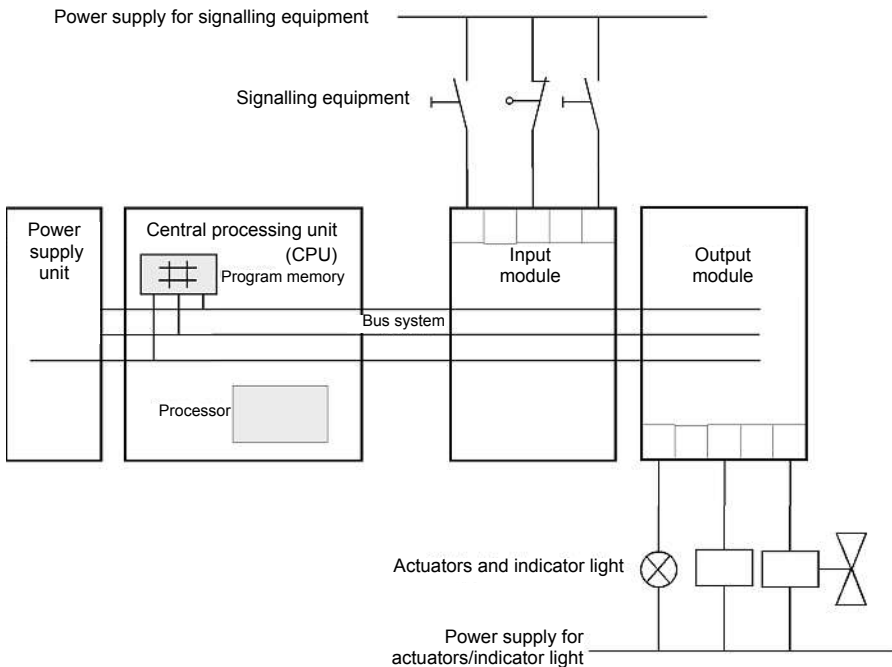 Power supply for signalling equipment
Signalling equipment
Power
supply
unit
Central processing unit
(CPU)
Program memory
Input
module
Output
module
Bus system
Processor
Actuators and indicator light
Power supply for
actuators/indicator light